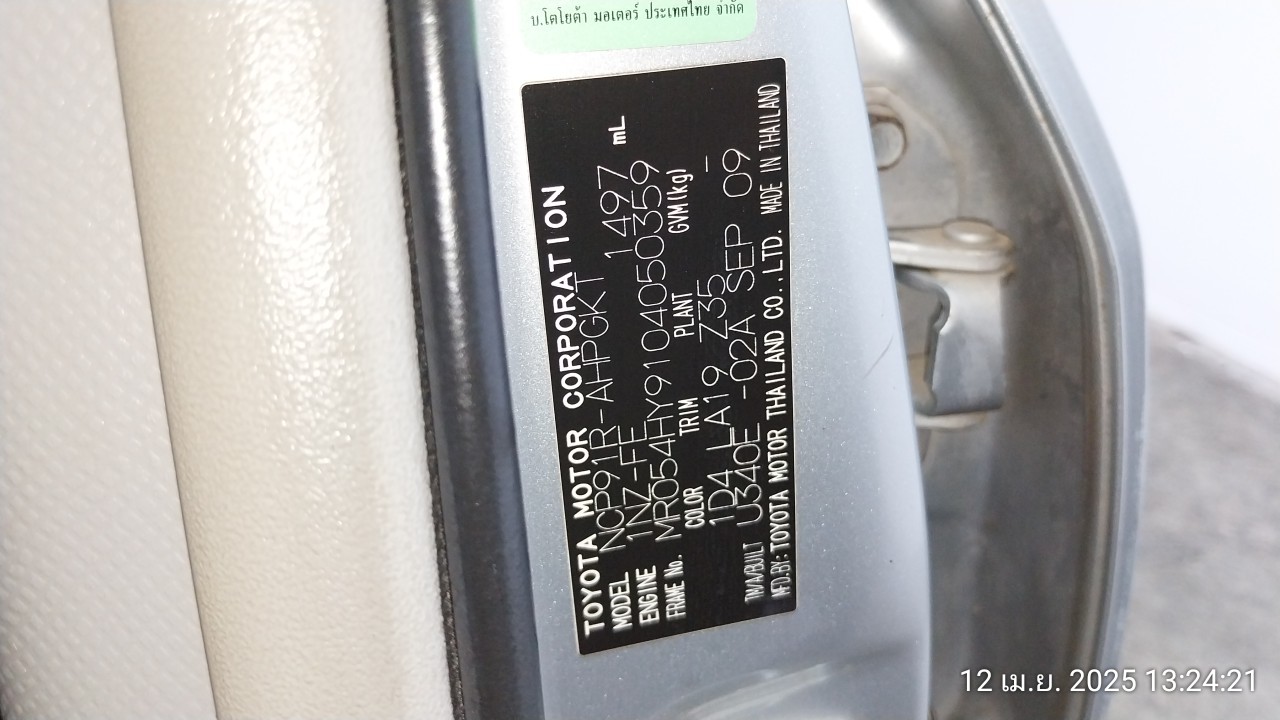 บ.โตโยต้า มอเตอร์ ประเทศไทย จำกัด
TOYOTA MOTOR CORPORATION
MODEL NCP91R-AHPGKT
ENGINE 1NZ-FE 1497 mL
FRAME No. MR054HY9104050359
COLOR TRIM PLANT GVM(kg)
1D4 LA19 Z35 –
TM/A/BUILT U340E -02A SEP 09
MFD.BY: TOYOTA MOTOR THAILAND CO.,LTD. MADE IN THAILAND
12 เม.ย. 2025 13:24:21